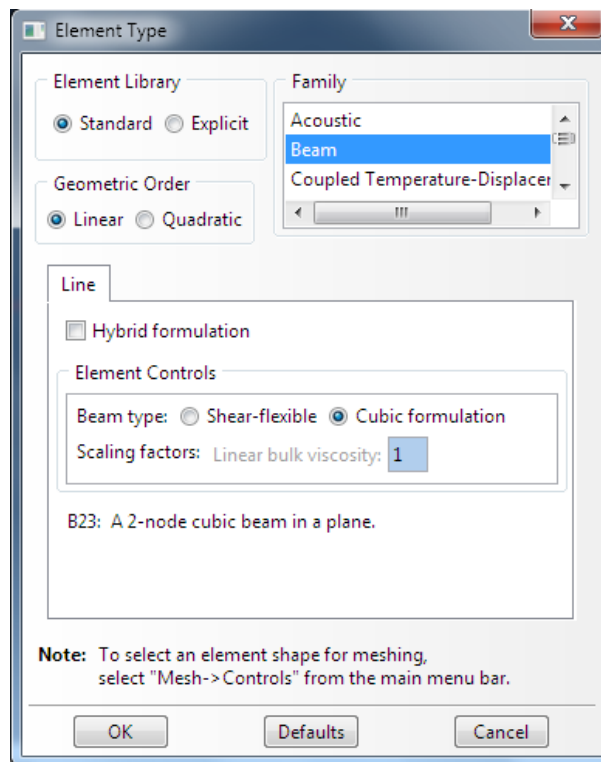 Element Type
Element Library
Family
Standard Explicit
Acoustic
Beam
Coupled Temperature-Displacer
Geometric Order
Linear Quadratic
Line
Hybrid formulation
Element Controls
Beam type: Shear-flexible Cubic formulation
Scaling factors: Linear bulk viscosity: 1
B23: A 2-node cubic beam in a plane.
Note: To select an element shape for meshing,
select "Mesh->Controls" from the main menu bar.
OK Defaults Cancel